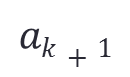 a_{k + 1}